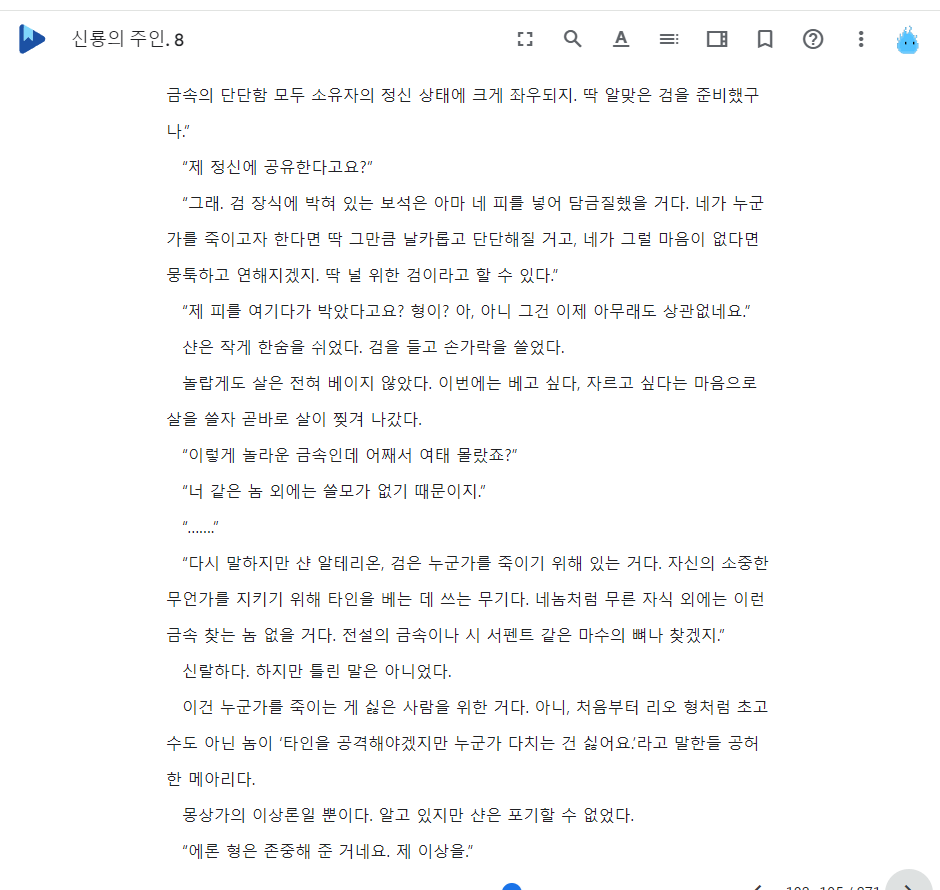 신룡의 주인. 8
금속의 단단함 모두 소유자의 정신 상태에 크게 좌우되지. 딱 알맞은 검을 준비했구
나.”
“제 정신에 공유한다고요?”
“그래. 검 장식에 박혀 있는 보석은 아마 네 피를 넣어 담금질했을 거다. 네가 누군
가를 죽이고자 한다면 딱 그만큼 날카롭고 단단해질 거고, 네가 그럴 마음이 없다면
뭉툭하고 연해지겠지. 딱 널 위한 검이라고 할 수 있다.”
“제 피를 여기다가 박았다고요? 형이? 아, 아니 그건 이제 아무래도 상관없네요.”
샨은 작게 한숨을 쉬었다. 검을 들고 손가락을 쓸었다.
놀랍게도 살은 전혀 베이지 않았다. 이번에는 베고 싶다, 자르고 싶다는 마음으로
살을 쓸자 곧바로 살이 찢겨 나갔다.
“이렇게 놀라운 금속인데 어째서 여태 몰랐죠?”
“너 같은 놈 외에는 쓸모가 없기 때문이지.”
“…….”
“다시 말하지만 샨 알테리온, 검은 누군가를 죽이기 위해 있는 거다. 자신의 소중한
무언가를 지키기 위해 타인을 베는 데 쓰는 무기다. 네놈처럼 무른 자식 외에는 이런
금속 찾는 놈 없을 거다. 전설의 금속이나 시 서펜트 같은 마수의 뼈나 찾겠지.”
신랄하다. 하지만 틀린 말은 아니었다.
이건 누군가를 죽이는 게 싫은 사람을 위한 거다. 아니, 처음부터 리오 형처럼 초고
수도 아닌 놈이 ‘타인을 공격해야겠지만 누군가 다치는 건 싫어요.’라고 말한들 공허
한 메아리다.
몽상가의 이상론일 뿐이다. 알고 있지만 샨은 포기할 수 없었다.
“에론 형은 존중해 준 거네요. 제 이상을.”